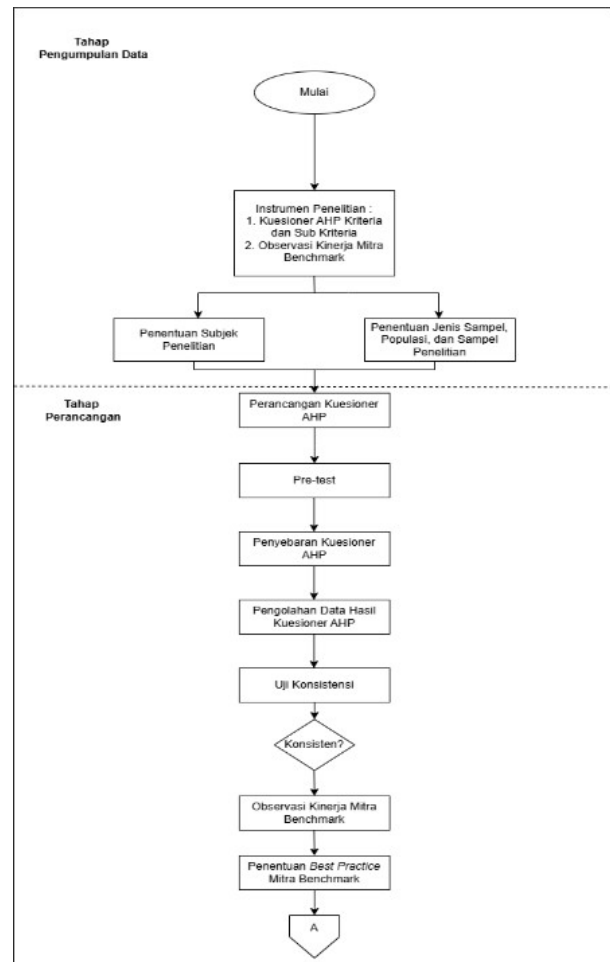 Tahap
Pengumpulan Data
Mulai
Instrumen Penelitian :
1. Kuesioner AHP Kriteria
dan Sub Kriteria
2. Observasi Kinerja Mitra
Benchmark
Penentuan Subjek
Penelitian
Penentuan Jenis Sampel,
Populasi, dan Sampel
Penelitian
Tahap
Perancangan
Perancangan Kuesioner
AHP
Pre-test
Penyebaran Kuesioner
AHP
Pengolahan Data Hasil
Kuesioner AHP
Uji Konsistensi
Konsisten?
Observasi Kinerja Mitra
Benchmark
Penentuan Best Practice
Mitra Benchmark
A